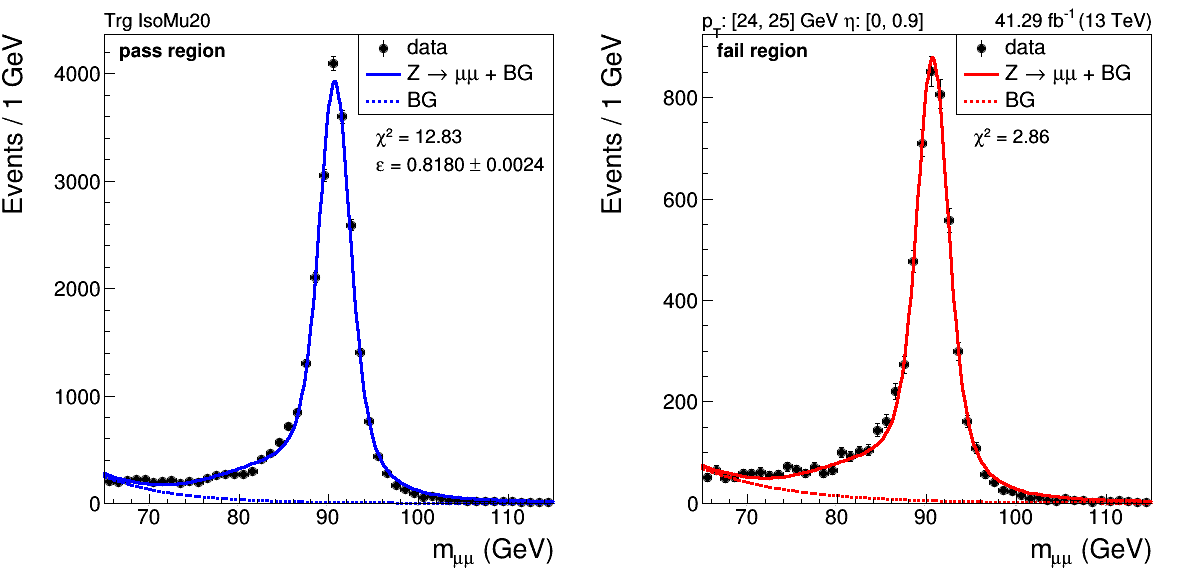 Trg IsoMu20
pass region
data
Z → μμ + BG
BG
χ² = 12.83
ε = 0.8180 ± 0.0024
Events / 1 GeV
4000
3000
2000
1000
0
70 80 90 100 110
mμμ (GeV)
pT: [24, 25] GeV η: [0, 0.9] 41.29 fb⁻¹ (13 TeV)
fail region
data
Z → μμ + BG
BG
χ² = 2.86
Events / 1 GeV
800
600
400
200
0
70 80 90 100 110
mμμ (GeV)